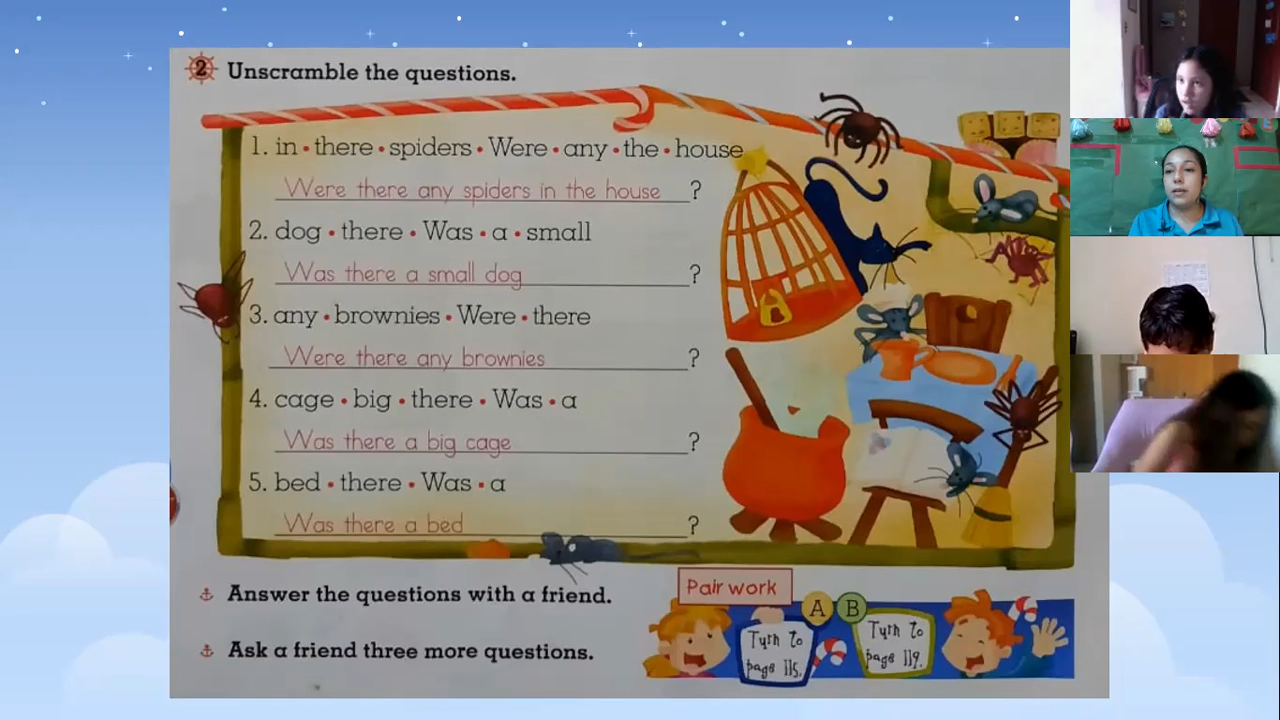 2 Unscramble the questions.
1. in • there • spiders • Were • any • the • house
Were there any spiders in the house ?
2. dog • there • Was • a • small
Was there a small dog ?
3. any • brownies • Were • there
Were there any brownies ?
4. cage • big • there • Was • a
Was there a big cage ?
5. bed • there • Was • a
Was there a bed ?
Answer the questions with a friend.
Ask a friend three more questions.
Pair work
A B
Turn to
page 115.
Turn to
page 119.